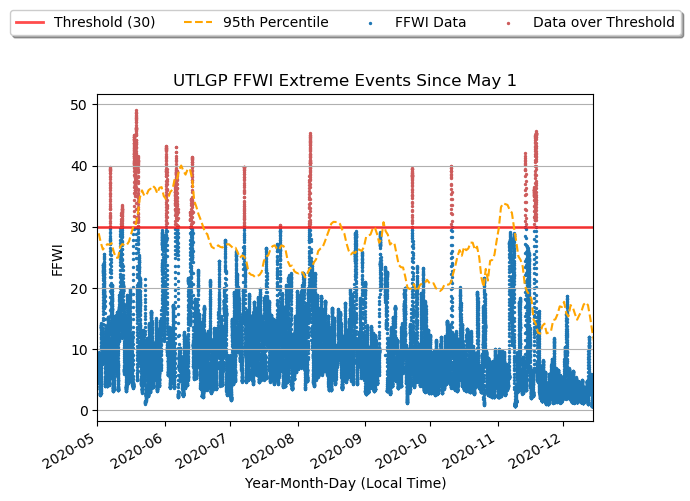 Threshold (30) 95th Percentile FFWI Data Data over Threshold
UTLGP FFWI Extreme Events Since May 1
50
40
30
20
10
0
FFWI
2020-05 2020-06 2020-07 2020-08 2020-09 2020-10 2020-11 2020-12
Year-Month-Day (Local Time)